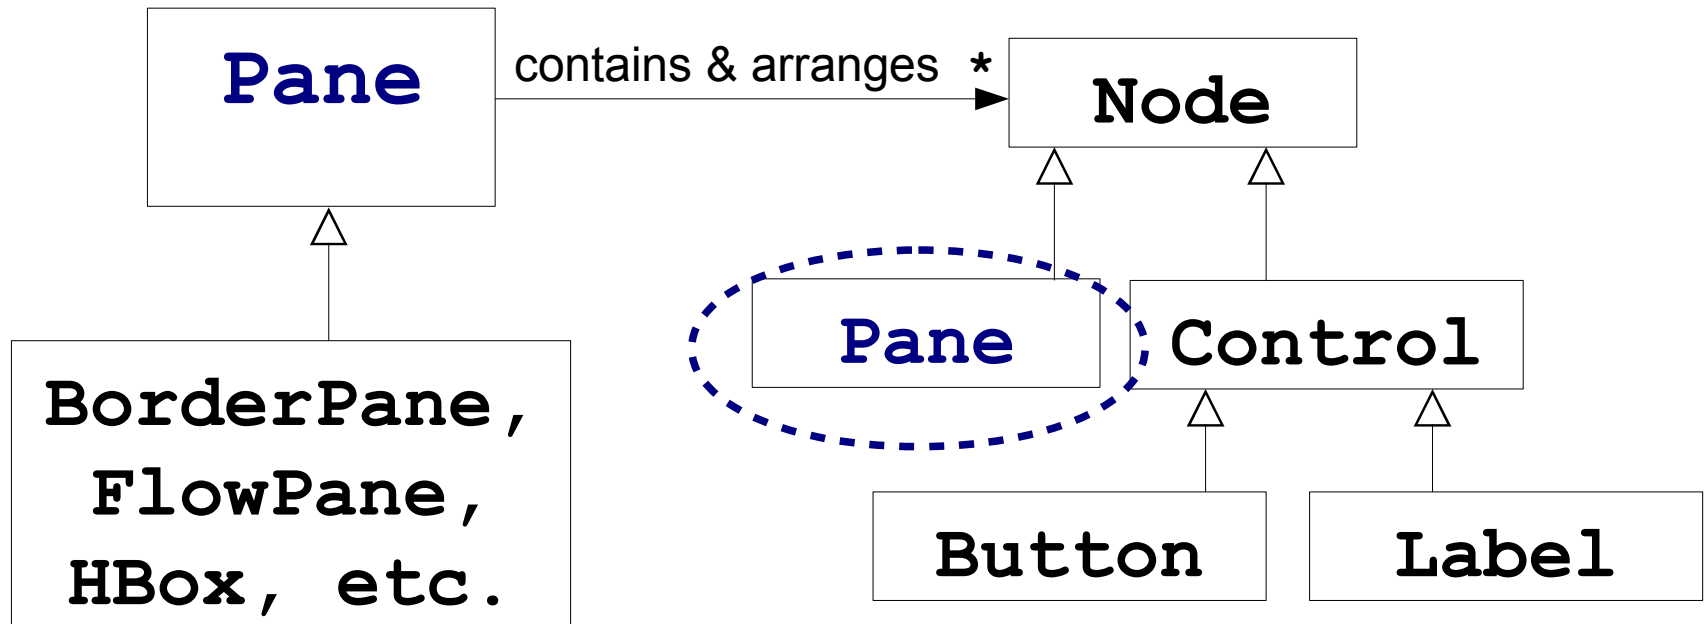 Pane
contains & arranges *
Node
Pane
Control
BorderPane,
FlowPane,
HBox, etc.
Button
Label